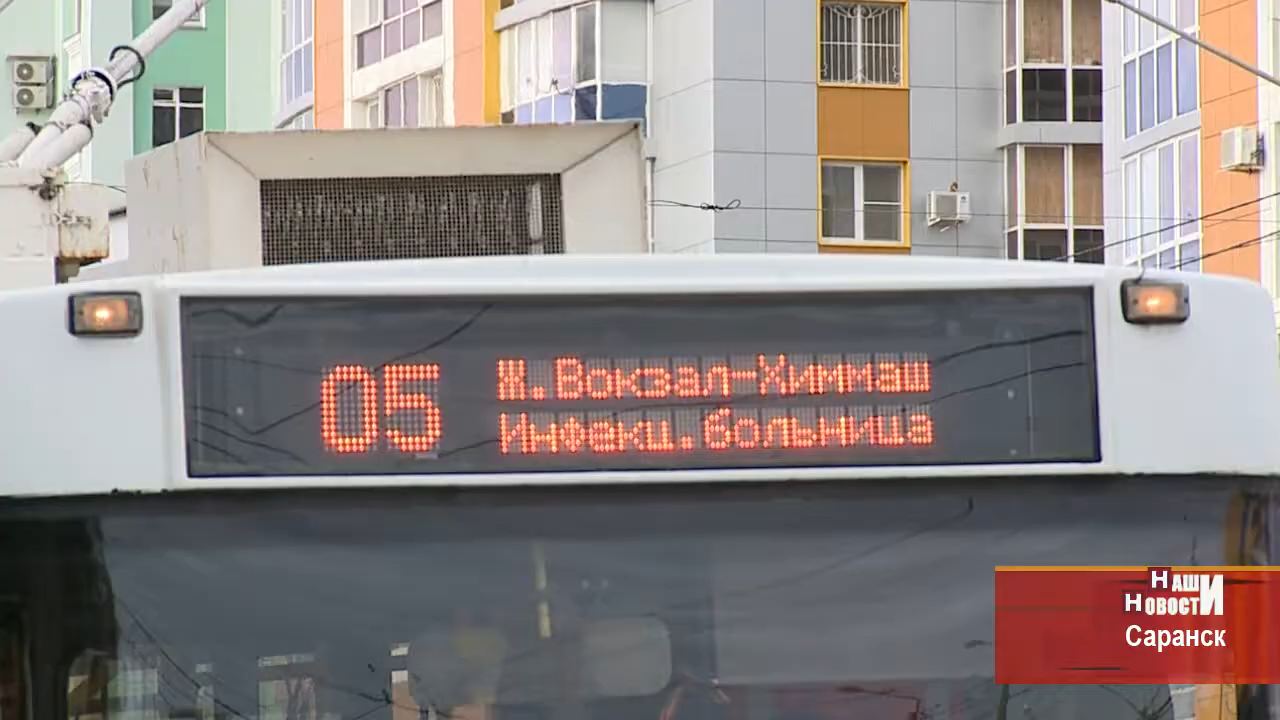 05
Ж.Вокзал-Химмаш
Инфекц.больница
Наши
Новости
Саранск